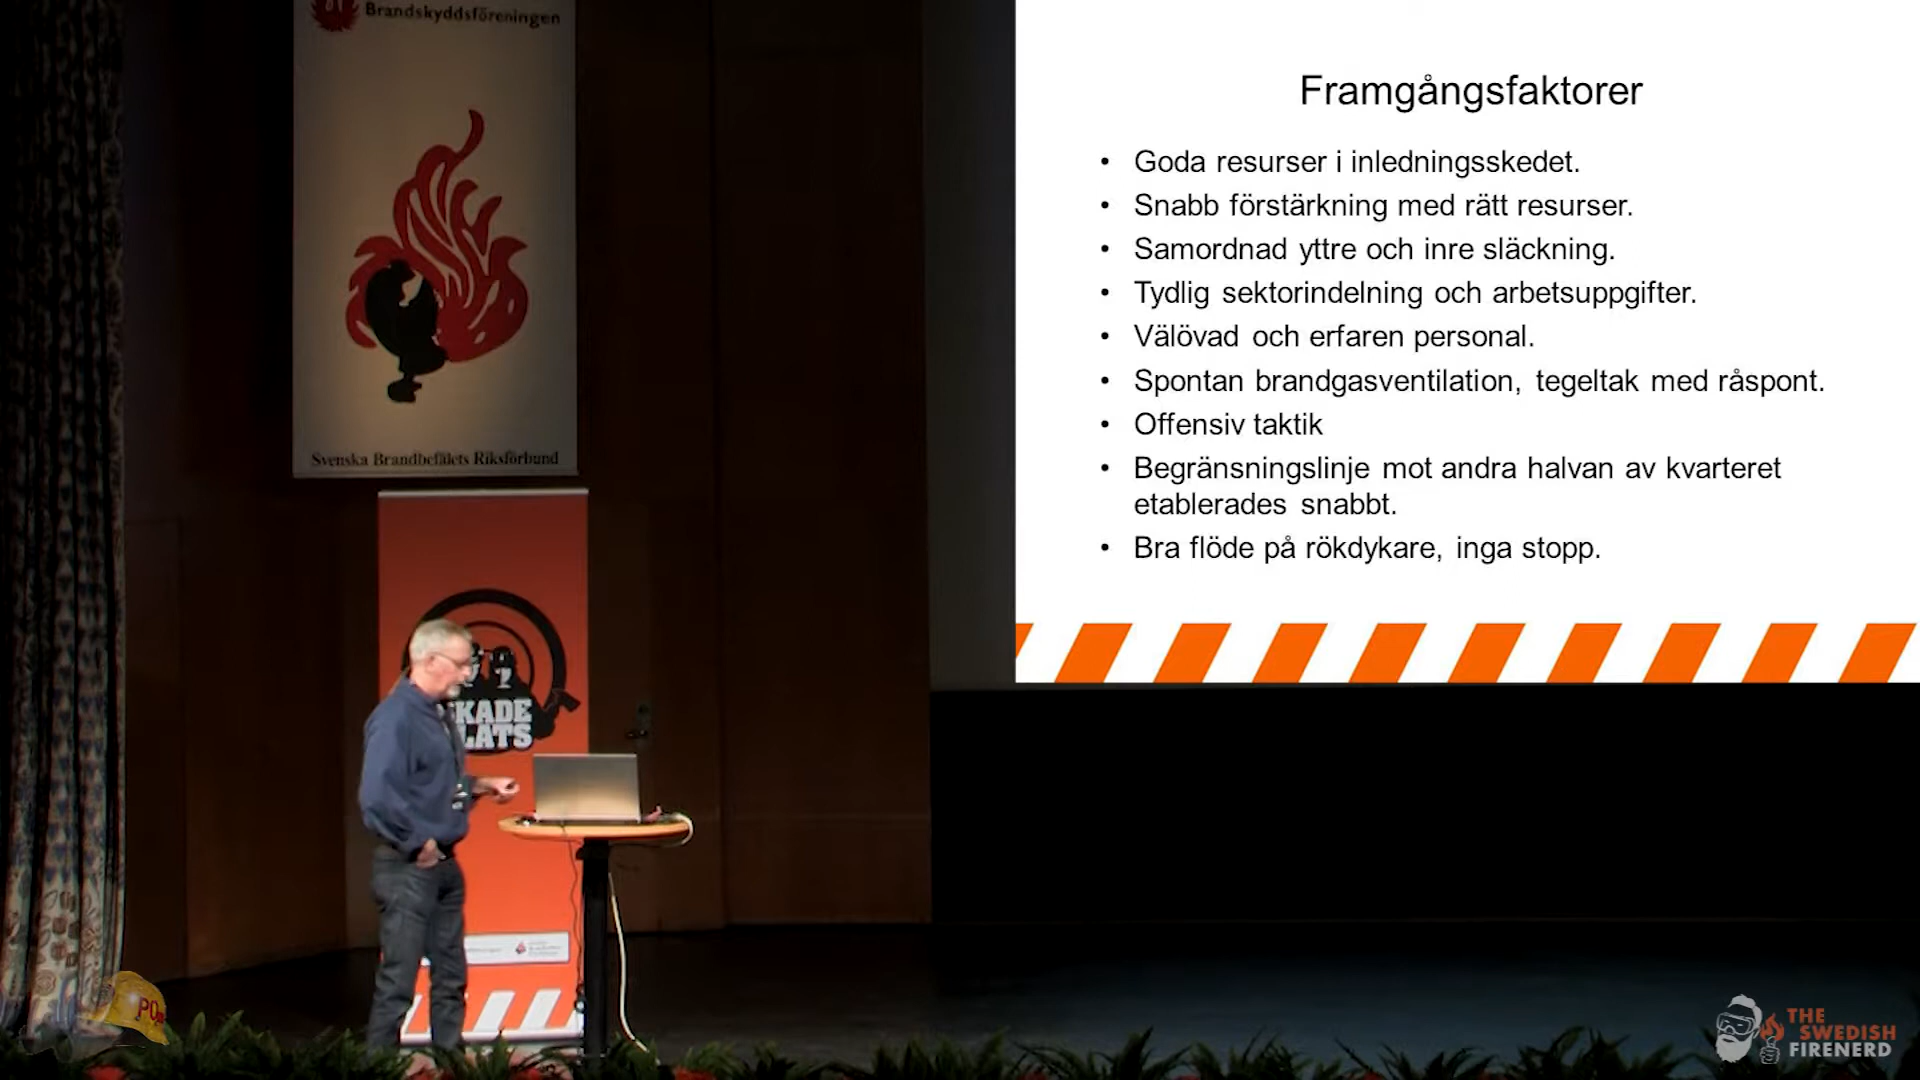 Brandskyddsföreningen
Svenska Brandbefälets Riksförbund
KADE
LATS
Framgångsfaktorer
• Goda resurser i inledningsskedet.
• Snabb förstärkning med rätt resurser.
• Samordnad yttre och inre släckning.
• Tydlig sektorindelning och arbetsuppgifter.
• Välövad och erfaren personal.
• Spontan brandgasventilation, tegeltak med råspont.
• Offensiv taktik
• Begränsningslinje mot andra halvan av kvarteret
etablerades snabbt.
• Bra flöde på rökdykare, inga stopp.
THE
SWEDISH
FIRENERD